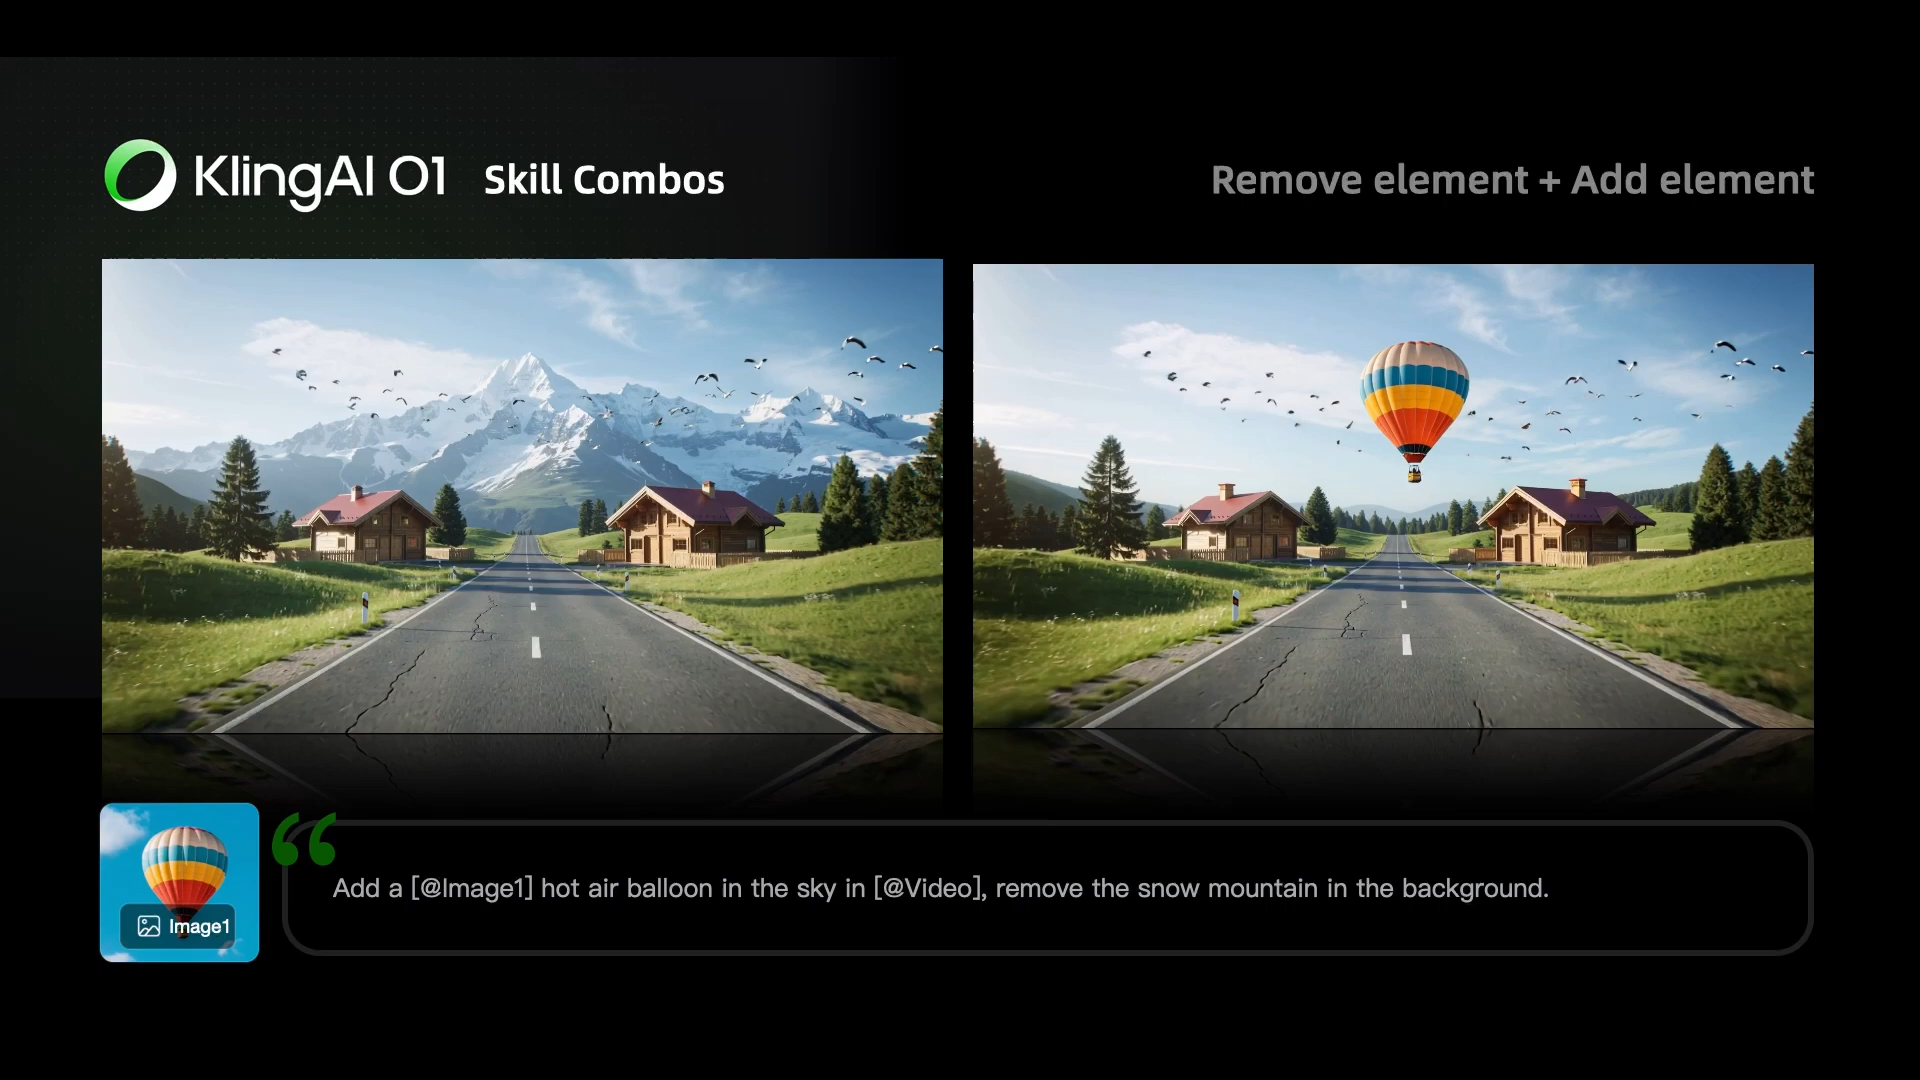 KlingAI O1 Skill Combos
Remove element + Add element
Image1
Add a [@Image1] hot air balloon in the sky in [@Video], remove the snow mountain in the background.